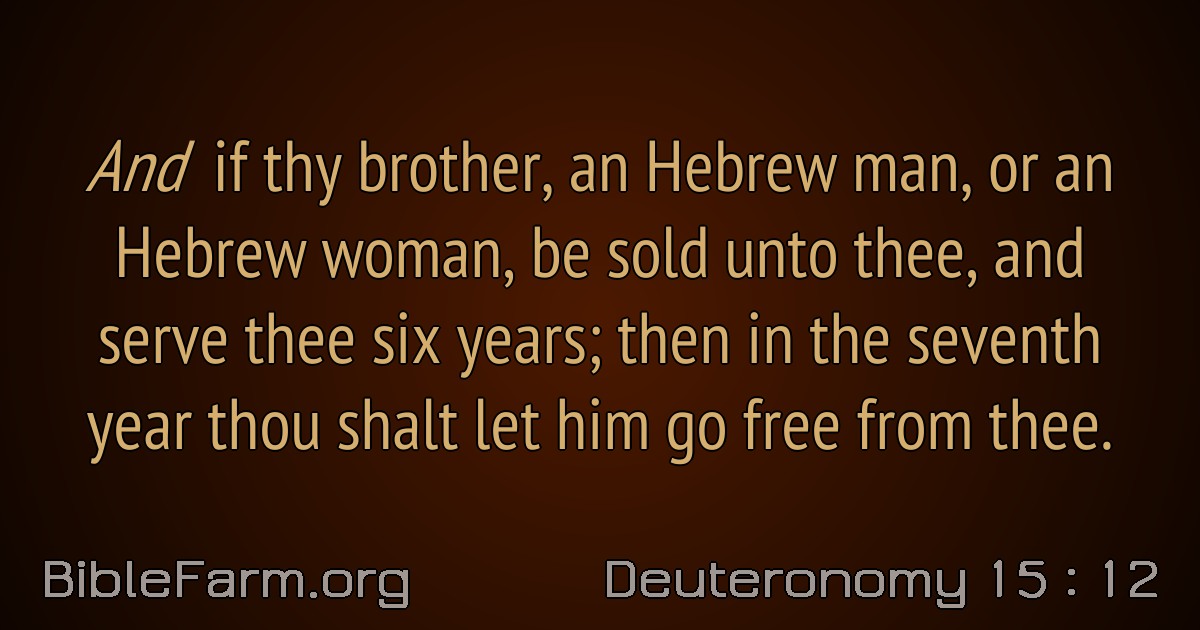 And if thy brother, an Hebrew man, or an
Hebrew woman, be sold unto thee, and
serve thee six years; then in the seventh
year thou shalt let him go free from thee.
BibleFarm.org
Deuteronomy 15 : 12